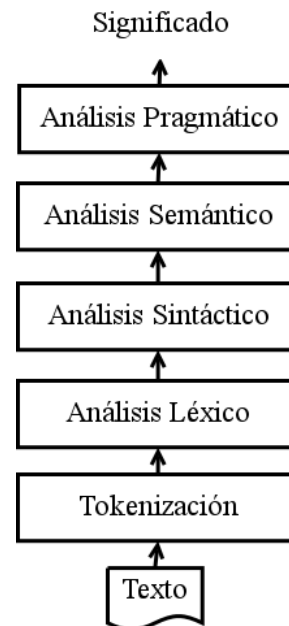 Significado
Análisis Pragmático
Análisis Semántico
Análisis Sintáctico
Análisis Léxico
Tokenización
Texto